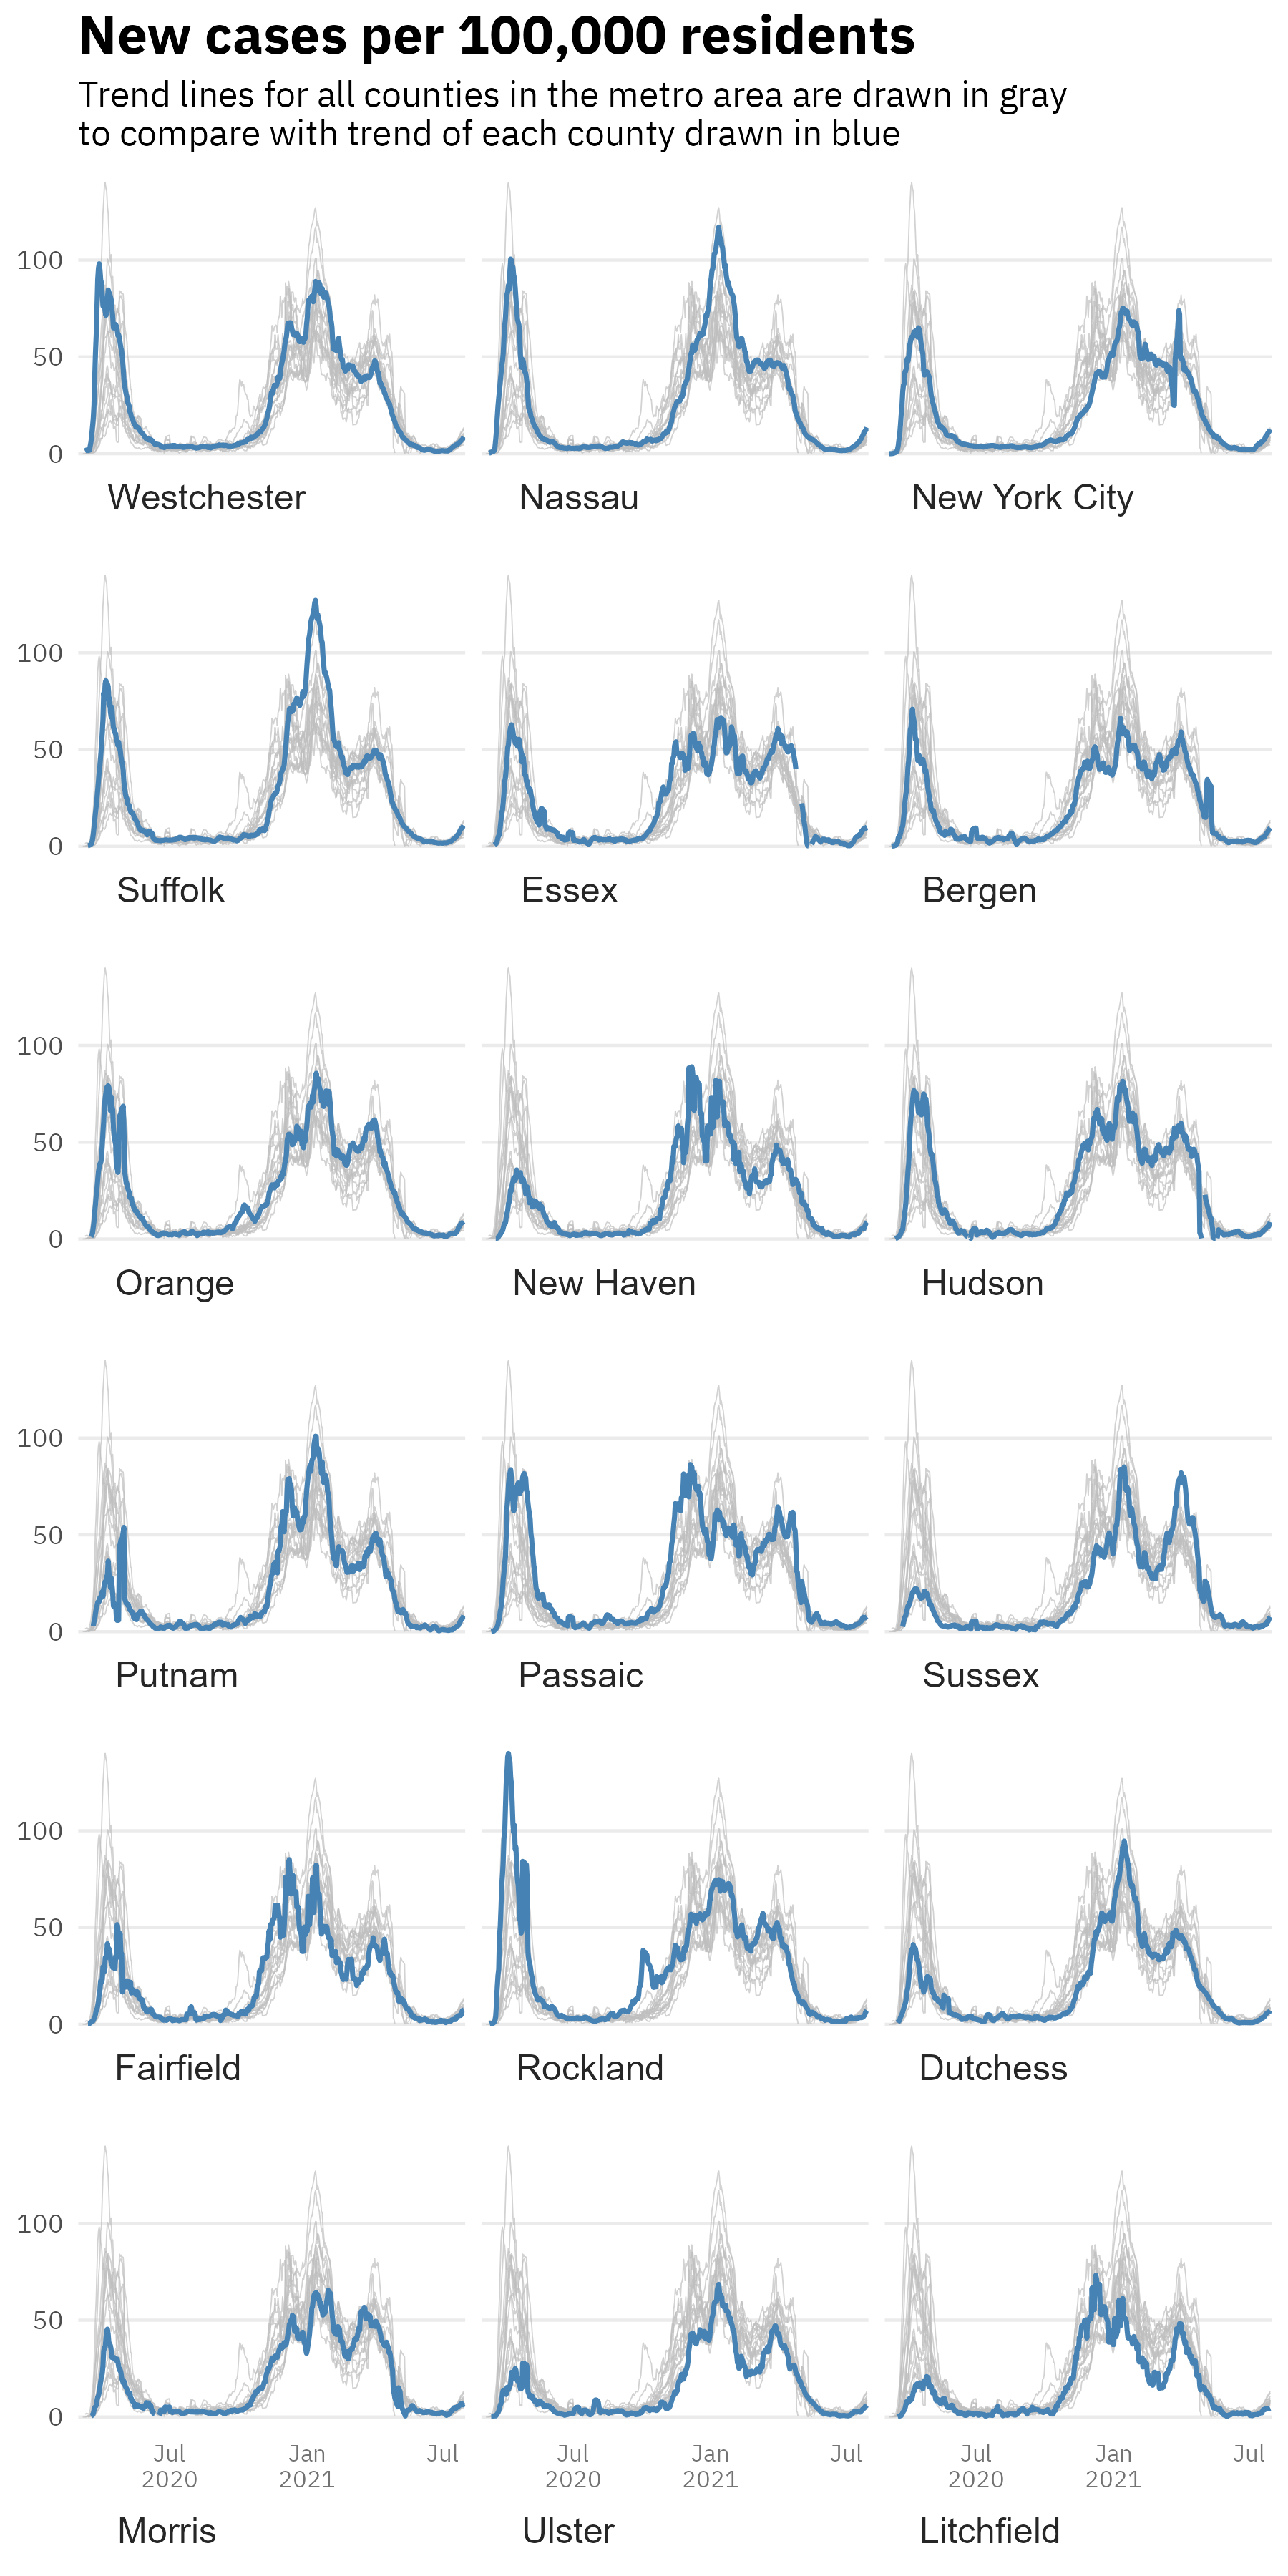 New cases per 100,000 residents
Trend lines for all counties in the metro area are drawn in gray
to compare with trend of each county drawn in blue
100
50
0
Westchester Nassau New York City
100
50
0
Suffolk Essex Bergen
100
50
0
Orange New Haven Hudson
100
50
0
Putnam Passaic Sussex
100
50
0
Fairfield Rockland Dutchess
100
50
0
Jul Jan Jul Jul Jan Jul Jul Jan Jul
2020 2021 2020 2021 2020 2021
Morris Ulster Litchfield